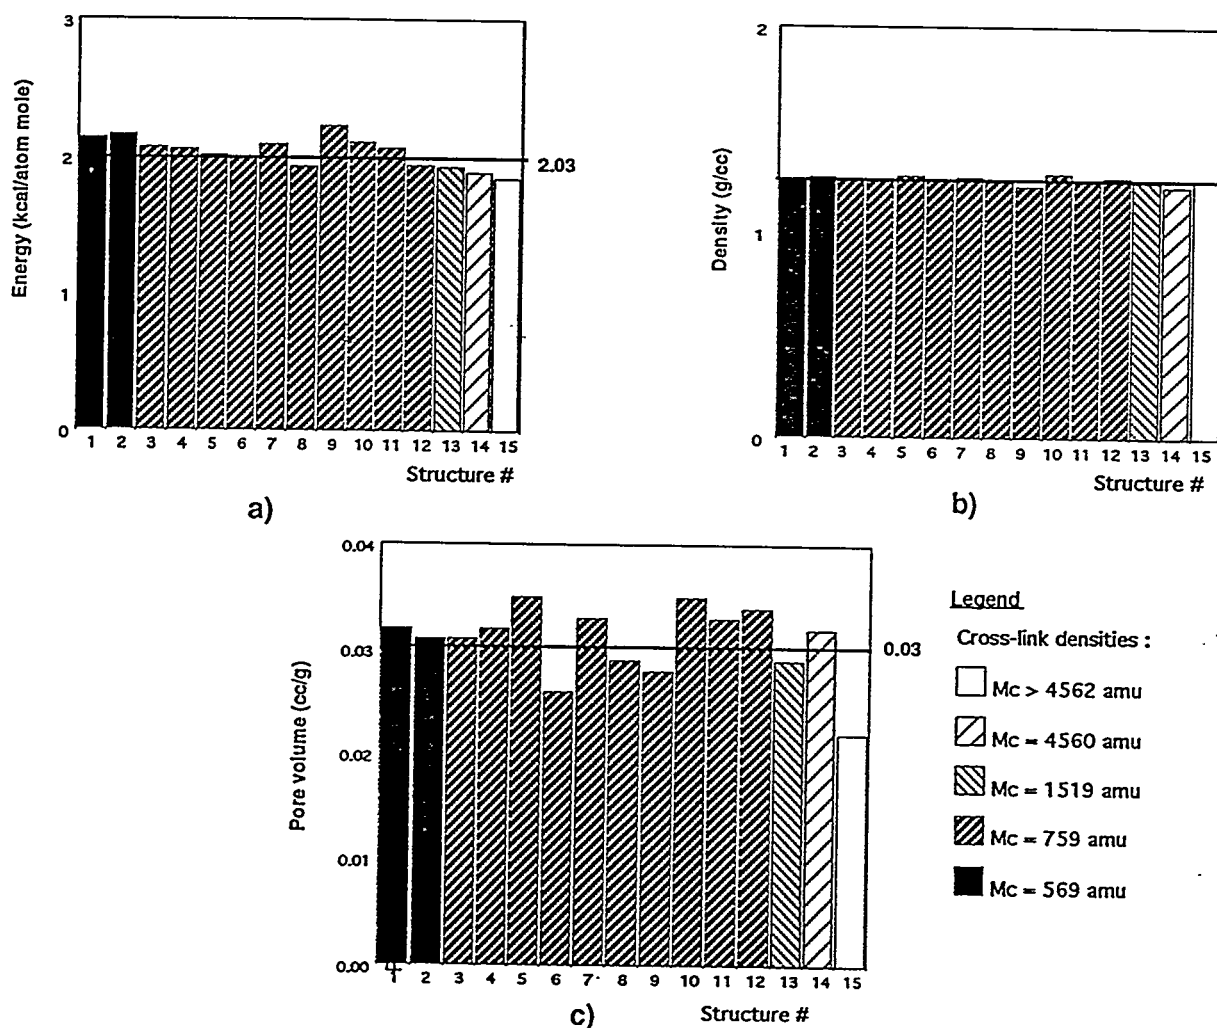 3
2
1
0
Energy (kcal/atom mole)
2.03
1 2 3 4 5 6 7 8 9 10 11 12 13 14 15
Structure #
a)
2
1
0
Density (g/cc)
1 2 3 4 5 6 7 8 9 10 11 12 13 14 15
Structure #
b)
0.04
0.03
0.02
0.01
0.00
Pore volume (cc/g)
0.03
1 2 3 4 5 6 7 8 9 10 11 12 13 14 15
Structure #
c)
Legend
Cross-link densities :
Mc > 4562 amu
Mc = 4560 amu
Mc = 1519 amu
Mc = 759 amu
Mc = 569 amu